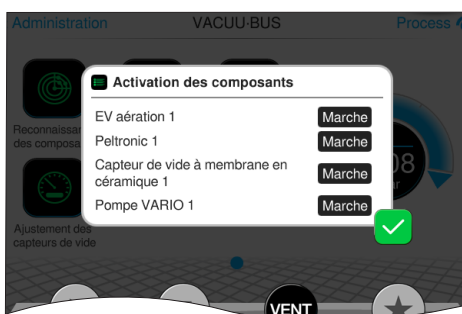 Administration VACUU-BUS Process
Activation des composants
EV aération 1 Marche
Peltronic 1 Marche
Capteur de vide à membrane en
céramique 1 Marche
Pompe VARIO 1 Marche
Reconnaissan
des composa
Ajustement des
capteurs de vide
VENT